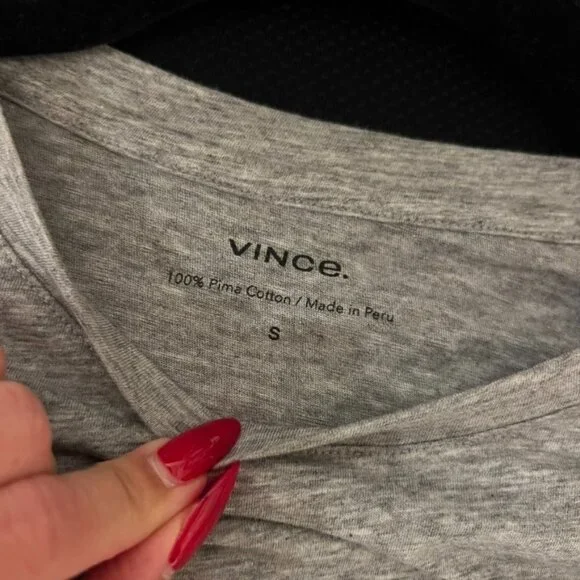 VINCe.
100% Pima Cotton / Made in Peru
S